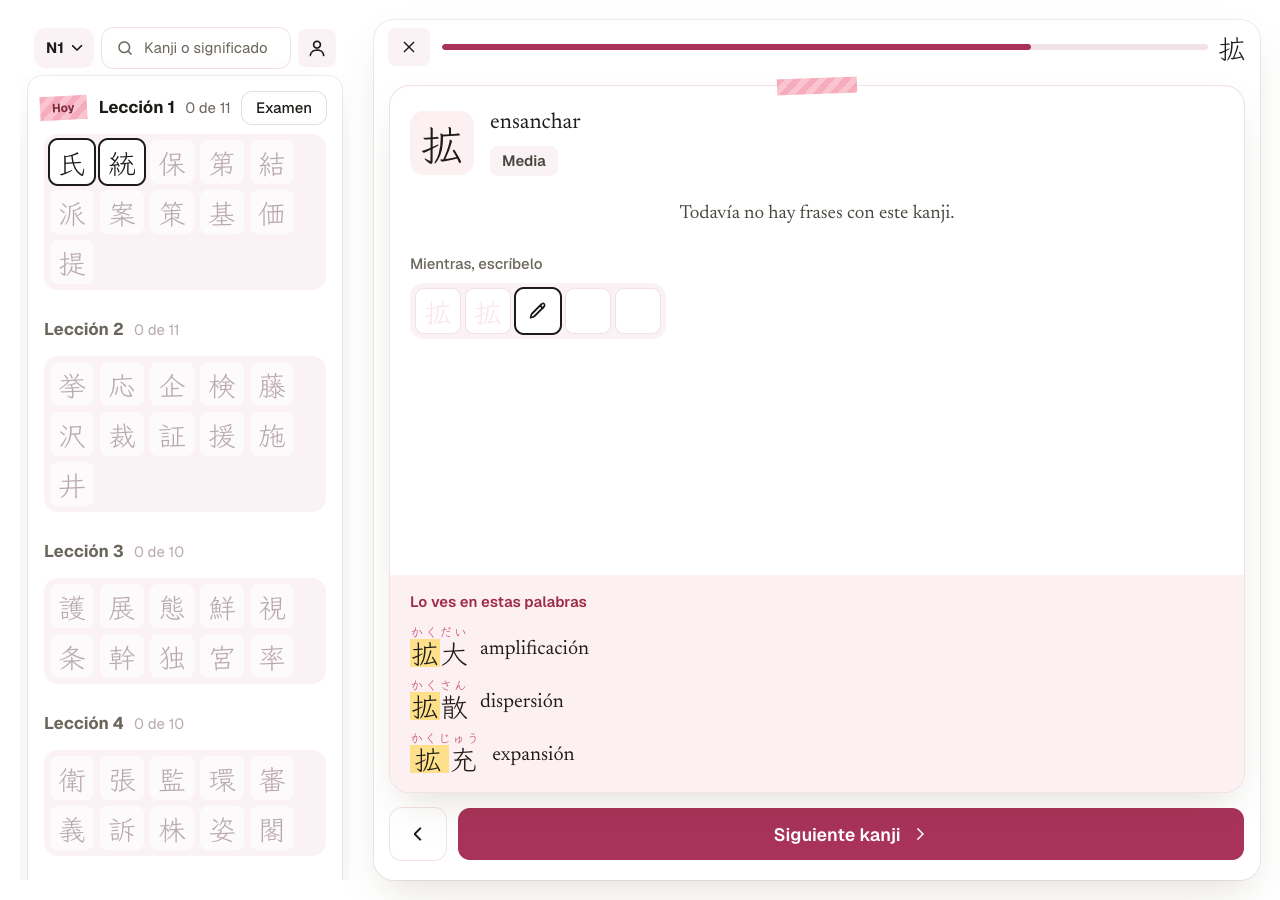 N1
Kanji o significado
Hoy
Lección 1
0 de 11
Examen
氏 統 保 第 結
派 案 策 基 価
提
Lección 2
0 de 11
挙 応 企 検 藤
沢 裁 証 援 施
井
Lección 3
0 de 10
護 展 態 鮮 視
条 幹 独 宮 率
Lección 4
0 de 10
衛 張 監 環 審
義 訴 株 姿 閣
拡
拡
ensanchar
Media
Todavía no hay frases con este kanji.
Mientras, escríbelo
拡 拡
Lo ves en estas palabras
かくだい
拡大 amplificación
かくさん
拡散 dispersión
かくじゅう
拡充 expansión
Siguiente kanji